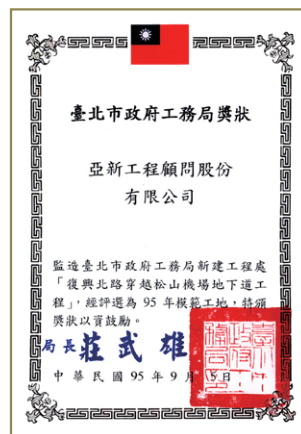 臺北市政府工務局獎狀
亞新工程顧問股份
有限公司
監造臺北市政府工務局新建工程處
「復興北路穿越松山機場地下道工
程」，經評選為 95 年模範工地，特頒
獎狀以資鼓勵。
局長 莊武雄
中華民國 95 年 9 月 5 日